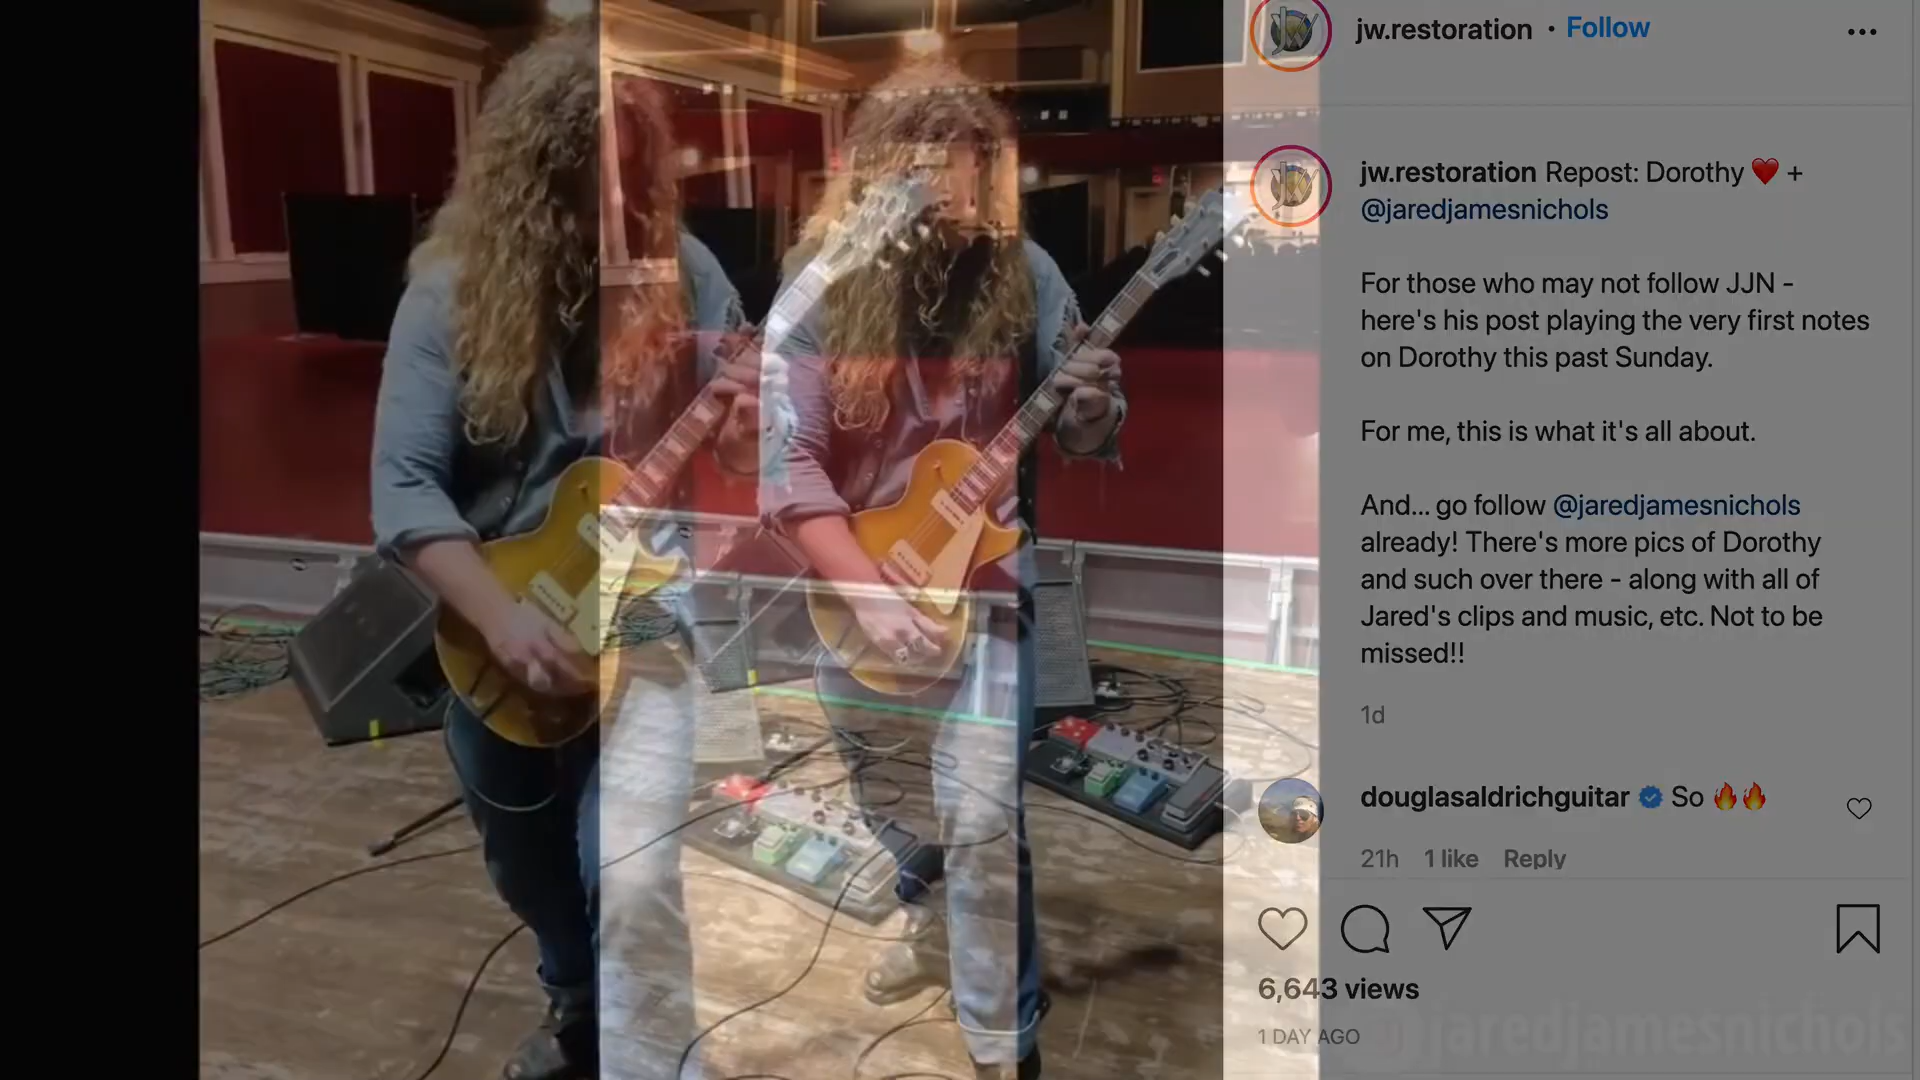 jw.restoration • Follow
jw.restoration Repost: Dorothy ❤️ +
@jaredjamesnichols
For those who may not follow JJN -
here's his post playing the very first notes
on Dorothy this past Sunday.
For me, this is what it's all about.
And... go follow @jaredjamesnichols
already! There's more pics of Dorothy
and such over there - along with all of
Jared's clips and music, etc. Not to be
missed!!
1d
douglasaldrichguitar So 🔥🔥
21h 1 like Reply
6,643 views
1 DAY AGO
@jaredjamesnichols